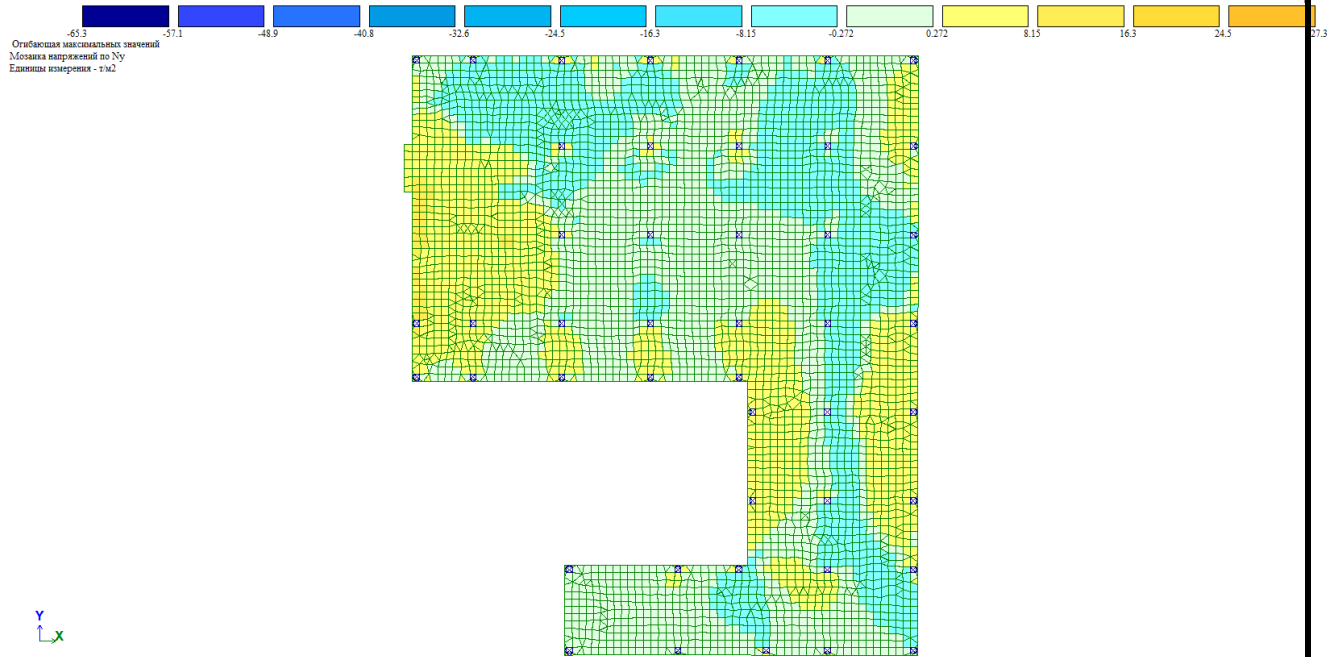 -65.3 -57.1 -48.9 -40.8 -32.6 -24.5 -16.3 -8.15 -0.272 0.272 8.15 16.3 24.5 27.3
Огибающая максимальных значений
Мозаика напряжений по Ny
Единицы измерения - т/м2
Y
X